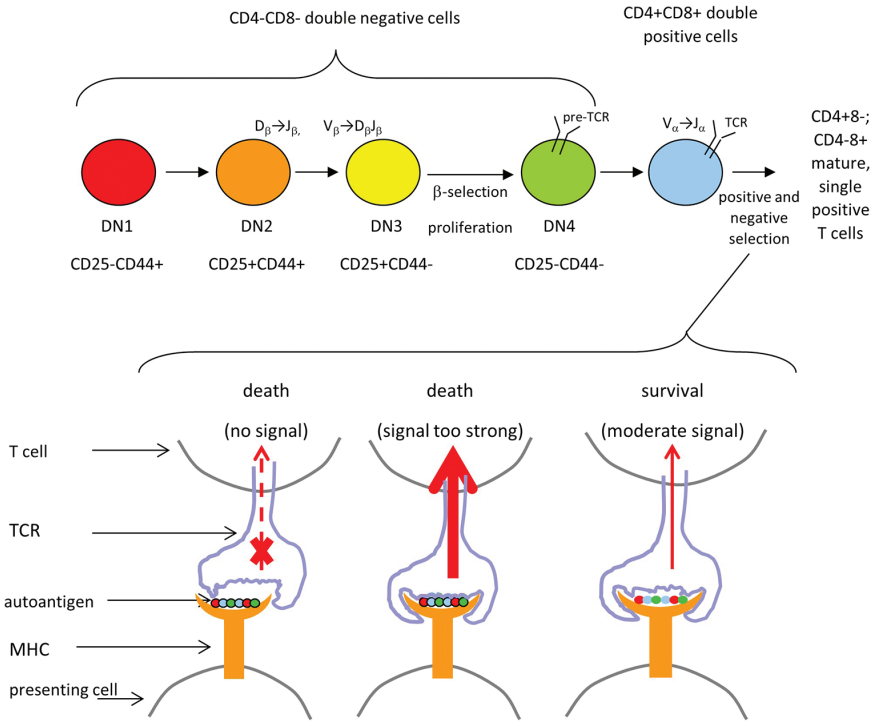 CD4-CD8- double negative cells
CD4+CD8+ double
positive cells
Dβ→Jβ,
Vβ→DβJβ
pre-TCR
Vα→Jα
TCR
CD4+8-;
CD4-8+
mature,
single
positive
T cells
β-selection
proliferation
positive and
negative
selection
DN1
DN2
DN3
DN4
CD25-CD44+
CD25+CD44+
CD25+CD44-
CD25-CD44-
death
death
survival
(no signal)
(signal too strong)
(moderate signal)
T cell
TCR
autoantigen
MHC
presenting cell